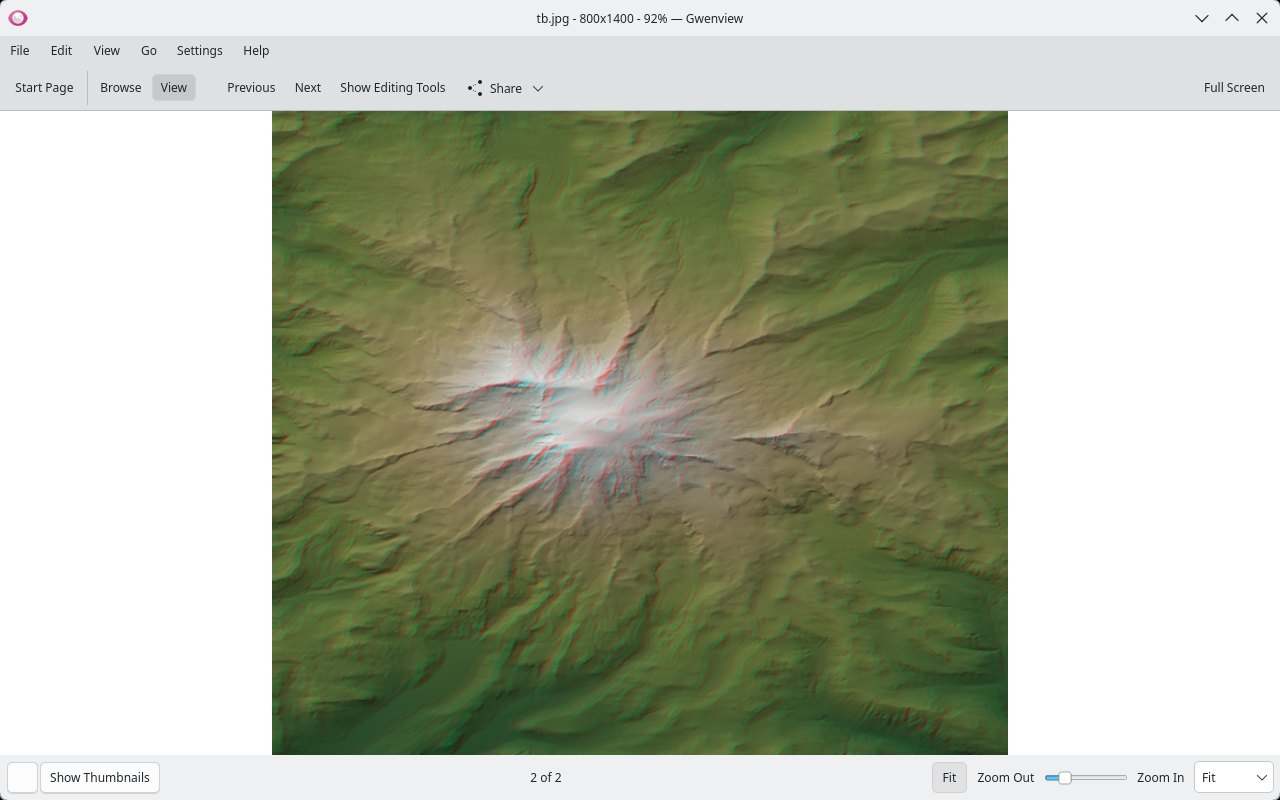 tb.jpg - 800x1400 - 92% — Gwenview
File Edit View Go Settings Help
Start Page Browse View Previous Next Show Editing Tools Share Full Screen
Show Thumbnails 2 of 2 Fit Zoom Out Zoom In Fit